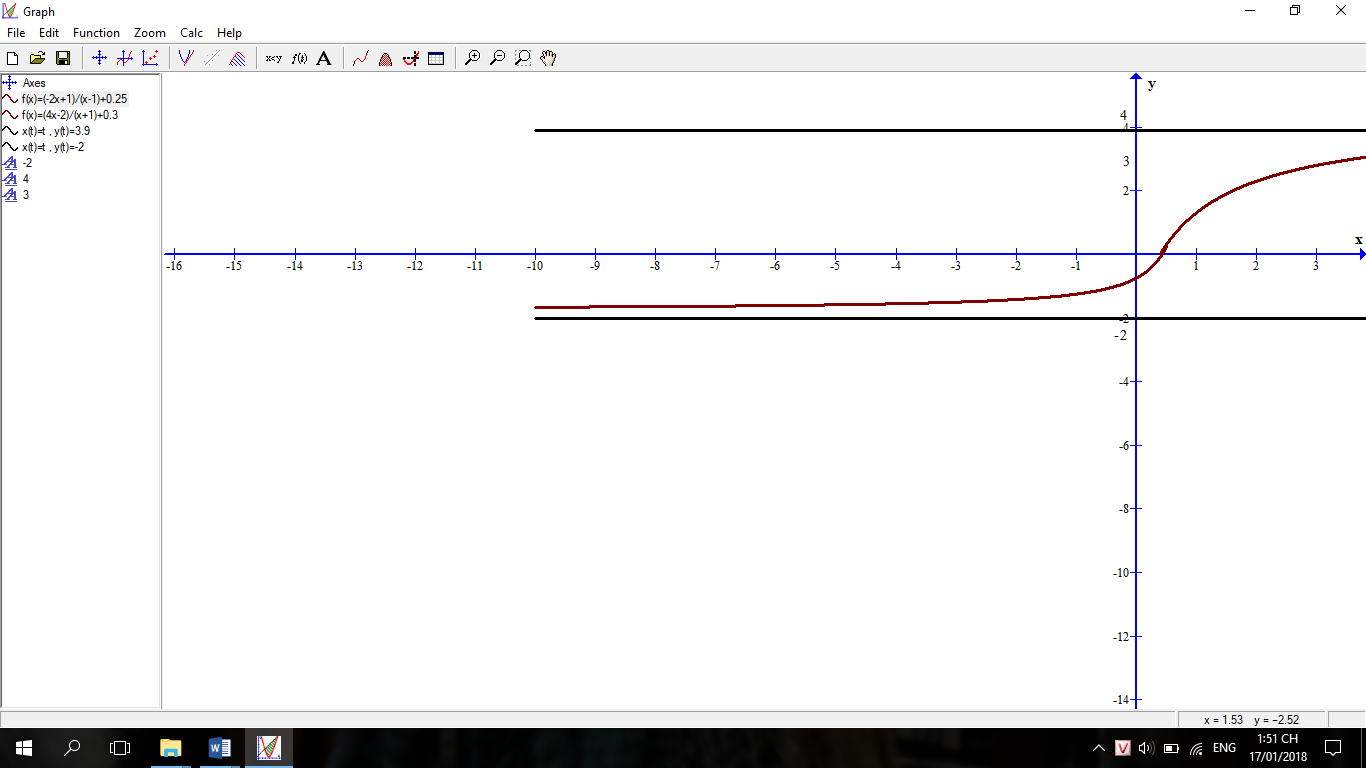 Graph
File Edit Function Zoom Calc Help
x<y f(t) A
Axes
f(x)=(-2x+1)/(x-1)+0.25
f(x)=(4x-2)/(x+1)+0.3
x(t)=t , y(t)=3.9
x(t)=t , y(t)=-2
-2
4
3
y
4
4
3
2
x
-16 -15 -14 -13 -12 -11 -10 -9 -8 -7 -6 -5 -4 -3 -2 -1 1 2 3
-2
-2
-4
-6
-8
-10
-12
-14
x = 1.53 y = -2.52
ENG
1:51 CH
17/01/2018